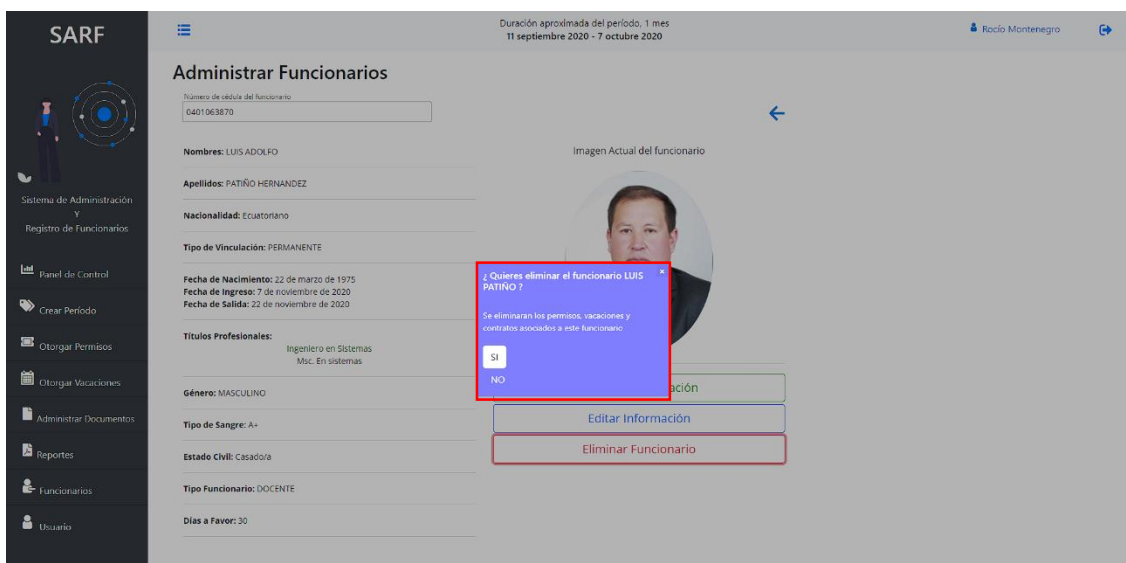 SARF
Sistema de Administración
Y
Registro de Funcionarios
Panel de Control
Crear Período
Otorgar Permisos
Otorgar Vacaciones
Administrar Documentos
Reportes
Funcionarios
Usuario
Duración aproximada del período, 1 mes
11 septiembre 2020 - 7 octubre 2020
Rocío Montenegro
Administrar Funcionarios
Número de cédula del funcionario
0401063870
Nombres: LUIS ADOLFO
Apellidos: PATIÑO HERNANDEZ
Nacionalidad: Ecuatoriano
Tipo de Vinculación: PERMANENTE
Fecha de Nacimiento: 22 de marzo de 1975
Fecha de Ingreso: 7 de noviembre de 2020
Fecha de Salida: 22 de noviembre de 2020
Títulos Profesionales:
Ingeniero en Sistemas
Msc. En sistemas
Género: MASCULINO
Tipo de Sangre: A+
Estado Civil: Casado/a
Tipo Funcionario: DOCENTE
Días a Favor: 30
Imagen Actual del funcionario
¿ Quieres eliminar el funcionario LUIS
PATIÑO ?
×
Se eliminaran los permisos, vacaciones y
contratos asociados a este funcionario
SI
NO
ación
Editar Información
Eliminar Funcionario